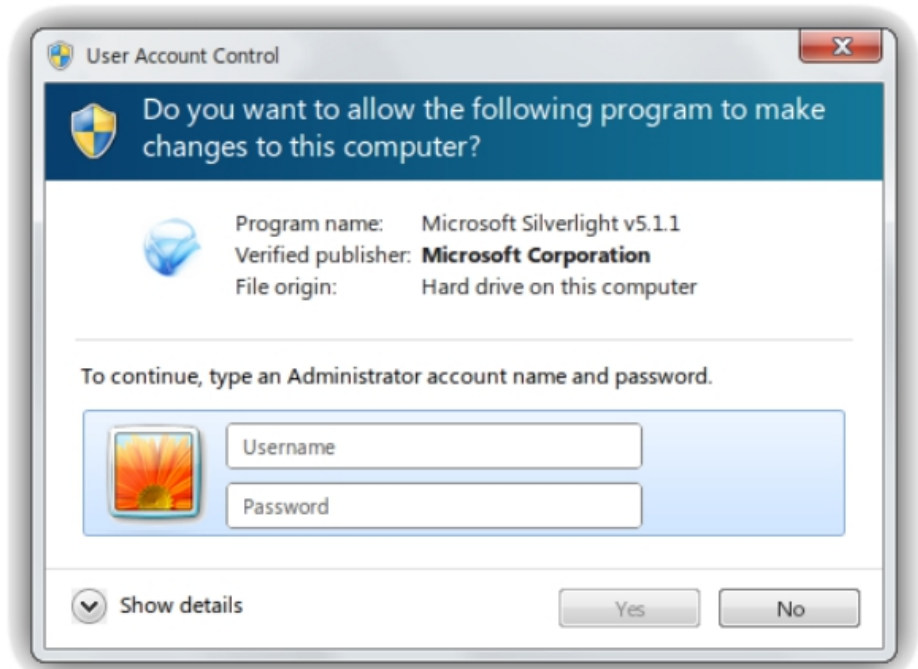 User Account Control
Do you want to allow the following program to make
changes to this computer?
Program name: Microsoft Silverlight v5.1.1
Verified publisher: Microsoft Corporation
File origin: Hard drive on this computer
To continue, type an Administrator account name and password.
Username
Password
Show details
Yes
No